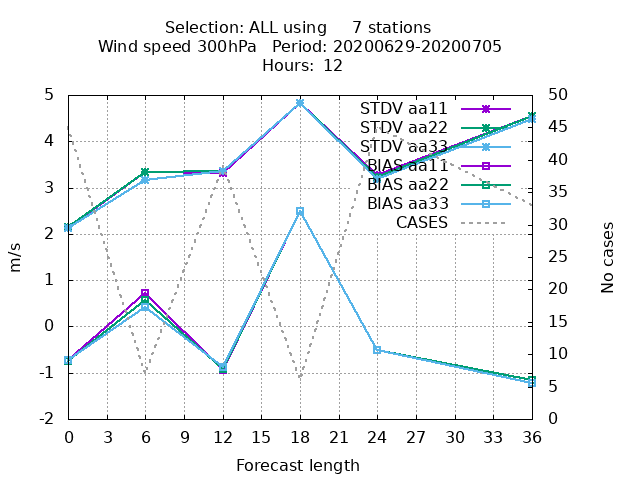 Selection: ALL using 7 stations
Wind speed 300hPa Period: 20200629-20200705
Hours: 12
5
4
3
2
1
0
-1
-2
50
45
40
35
30
25
20
15
10
5
0
m/s
No cases
STDV aa11
STDV aa22
STDV aa33
BIAS aa11
BIAS aa22
BIAS aa33
CASES
0 3 6 9 12 15 18 21 24 27 30 33 36
Forecast length